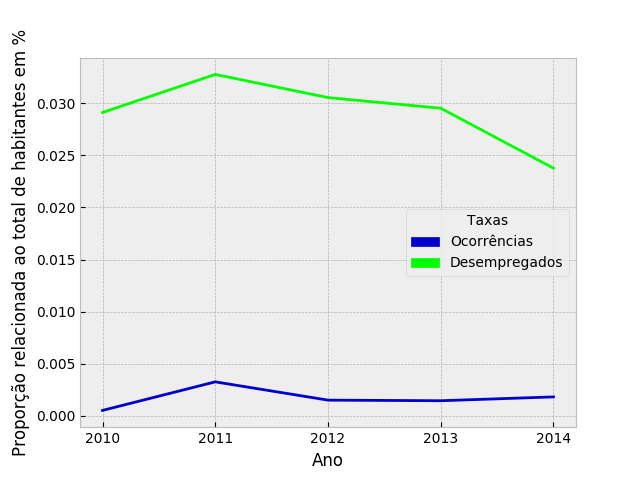 Proporção relacionada ao total de habitantes em %
0.030
0.025
0.020
0.015
0.010
0.005
0.000
Taxas
Ocorrências
Desempregados
2010 2011 2012 2013 2014
Ano